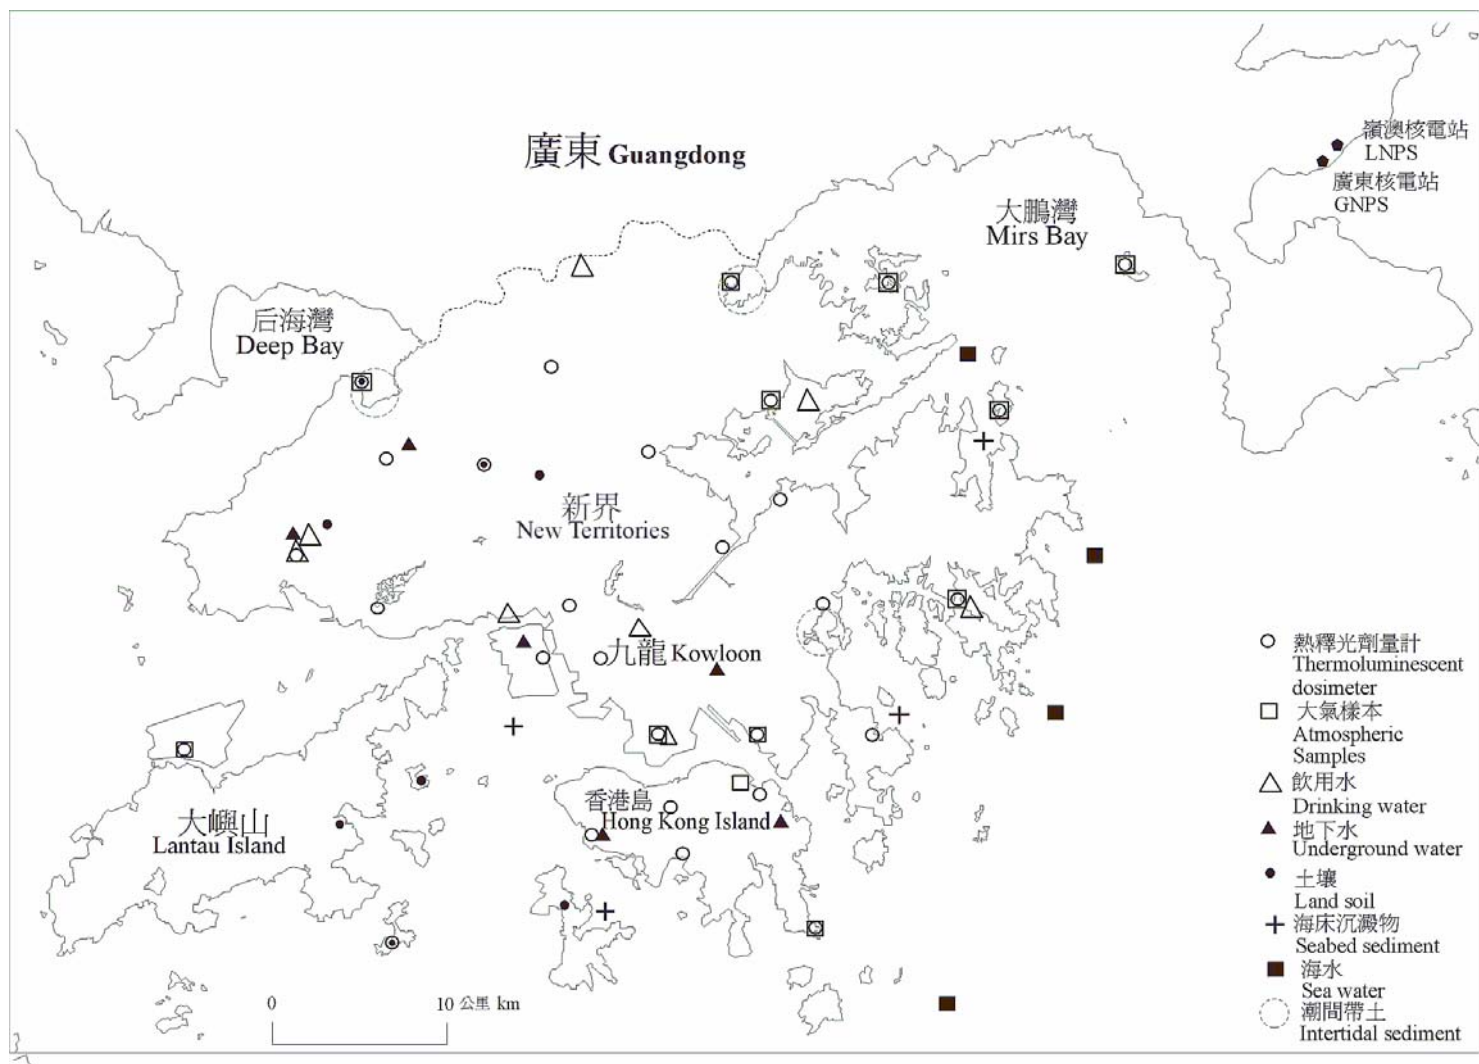 廣東 Guangdong
嶺澳核電站
LNPS
廣東核電站
GNPS
大鵬灣
Mirs Bay
后海灣
Deep Bay
新界
New Territories
九龍 Kowloon
香港島
Hong Kong Island
大嶼山
Lantau Island
0 10 公里 km
熱釋光劑量計
Thermoluminescent
dosimeter
大氣樣本
Atmospheric
Samples
飲用水
Drinking water
地下水
Underground water
土壤
Land soil
海床沉澱物
Seabed sediment
海水
Sea water
潮間帶土
Intertidal sediment